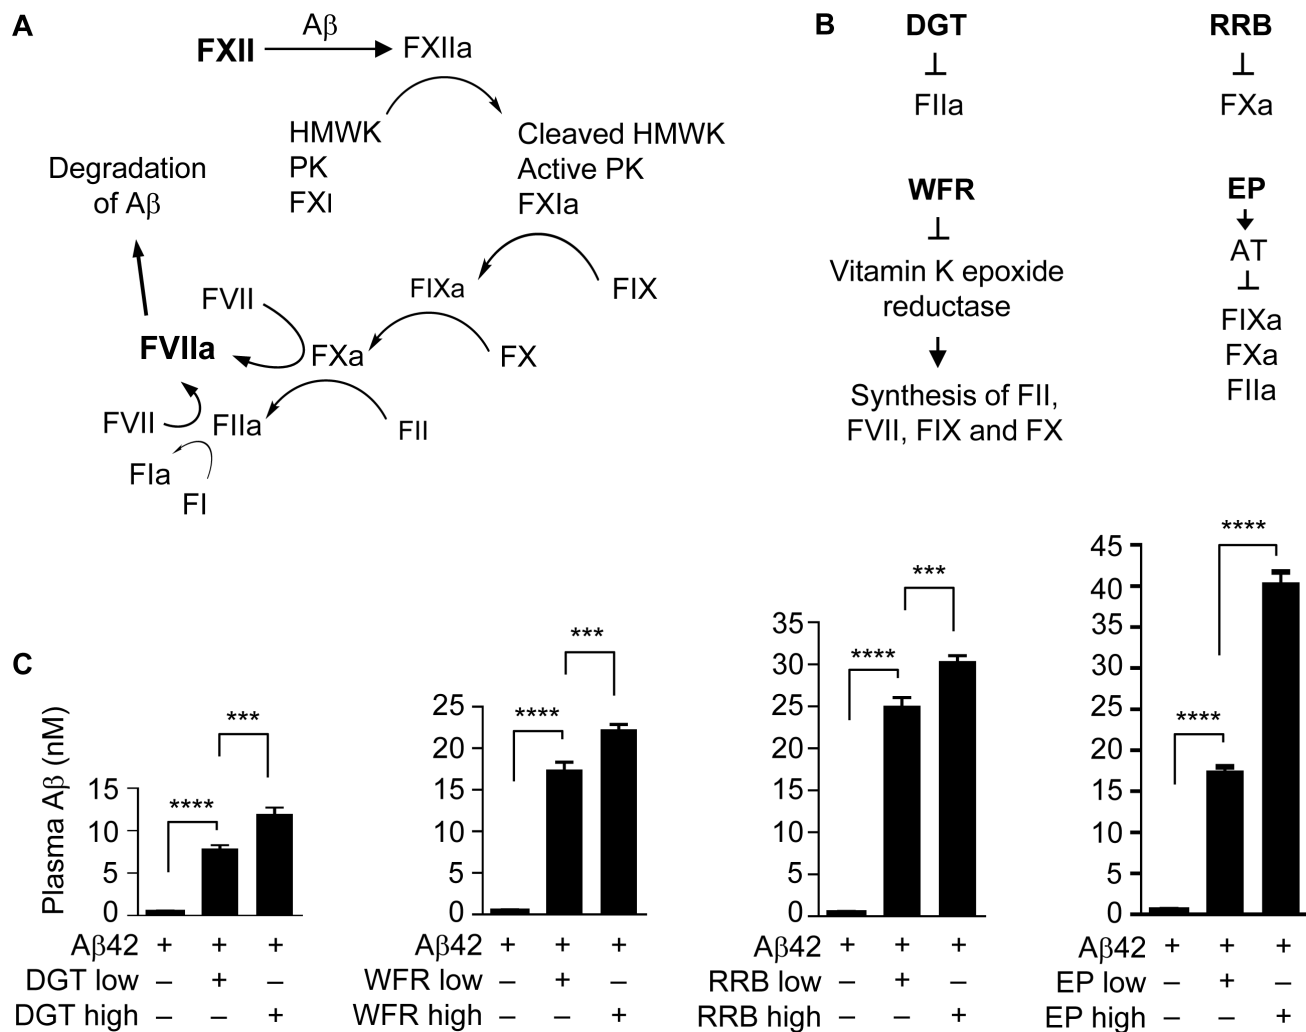 A
Aβ
FXII
FXIIa
HMWK
PK
FXI
Cleaved HMWK
Active PK
FXIa
Degradation
of Aβ
FVII
FIXa
FIX
FVIIa
FXa
FX
FVII
FIIa
FII
FIa
FI
B
DGT
⊥
FIIa
RRB
⊥
FXa
WFR
⊥
Vitamin K epoxide
reductase
Synthesis of FII,
FVII, FIX and FX
EP
AT
⊥
FIXa
FXa
FIIa
C
Plasma Aβ (nM)
15
10
5
0
****
***
Aβ42 + + +
DGT low – + –
DGT high – – +
25
20
15
10
5
0
****
***
Aβ42 + + +
WFR low – + –
WFR high – – +
35
30
25
20
15
10
5
0
****
***
Aβ42 + + +
RRB low – + –
RRB high – – +
45
40
35
30
25
20
15
10
5
0
****
****
Aβ42 + + +
EP low – + –
EP high – – +